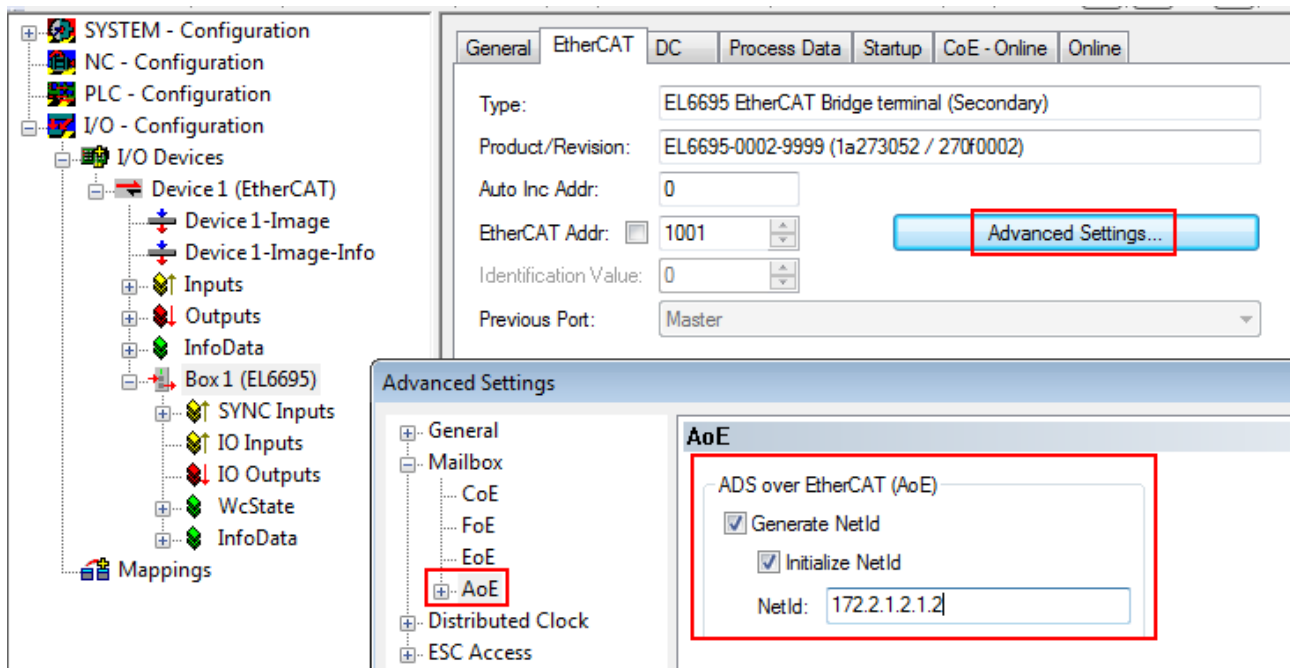 SYSTEM - Configuration
NC - Configuration
PLC - Configuration
I/O - Configuration
I/O Devices
Device 1 (EtherCAT)
Device 1-Image
Device 1-Image-Info
Inputs
Outputs
InfoData
Box 1 (EL6695)
SYNC Inputs
IO Inputs
IO Outputs
WcState
InfoData
Mappings
General EtherCAT DC Process Data Startup CoE - Online Online
Type: EL6695 EtherCAT Bridge terminal (Secondary)
Product/Revision: EL6695-0002-9999 (1a273052 / 270f0002)
Auto Inc Addr: 0
EtherCAT Addr: 1001 Advanced Settings...
Identification Value: 0
Previous Port: Master
Advanced Settings
General
Mailbox
CoE
FoE
EoE
AoE
Distributed Clock
ESC Access
AoE
ADS over EtherCAT (AoE)
Generate NetId
Initialize NetId
NetId: 172.2.1.2.1.2